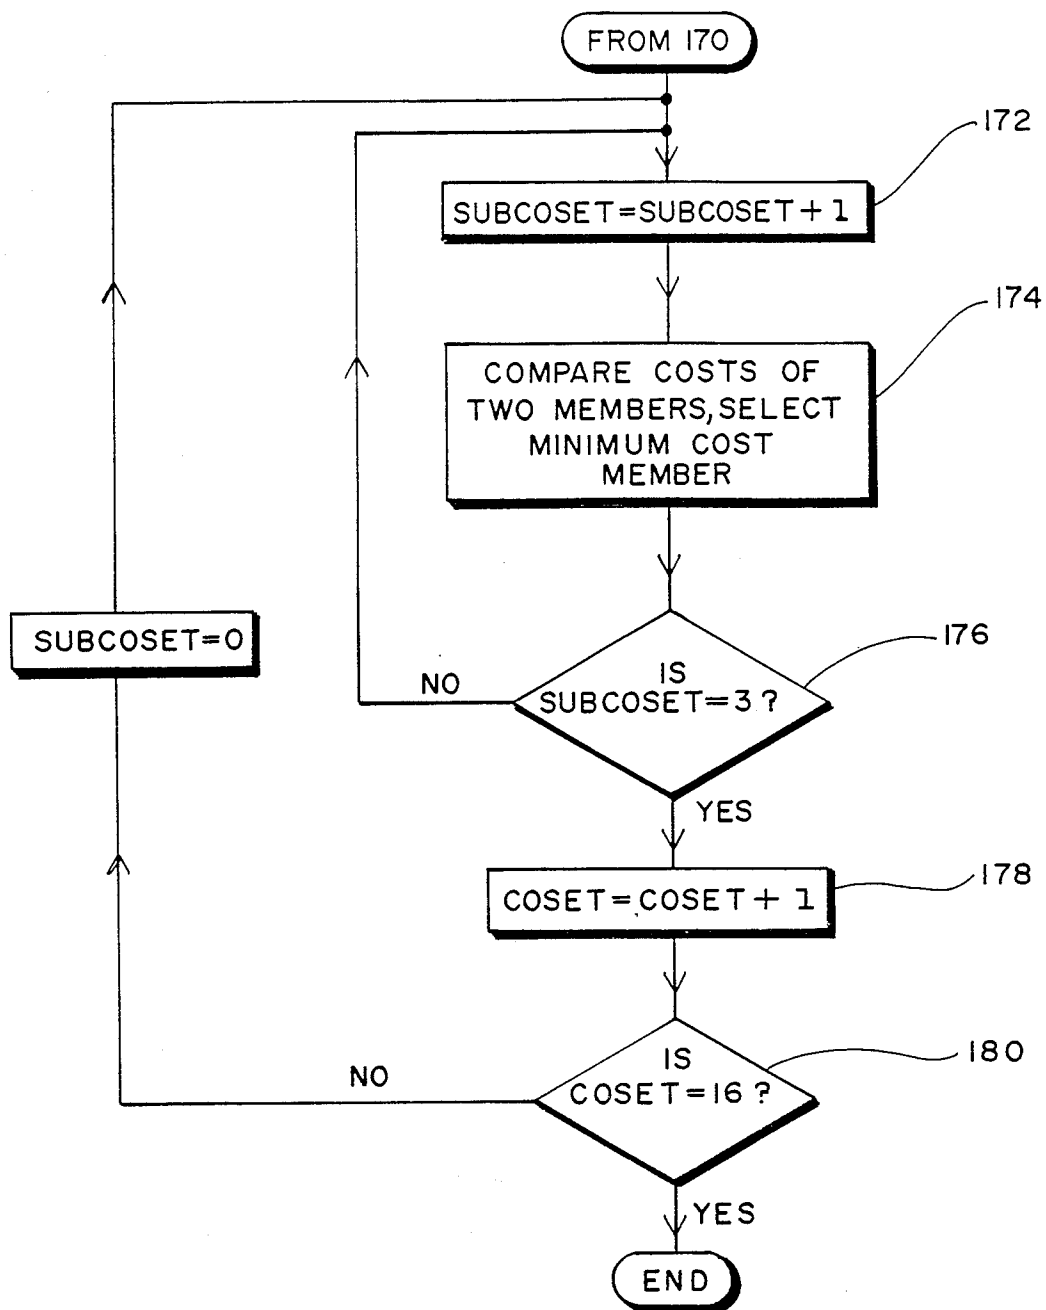 FROM 170
172
SUBCOSET=SUBCOSET+1
174
COMPARE COSTS OF
TWO MEMBERS, SELECT
MINIMUM COST
MEMBER
SUBCOSET=0
176
IS
SUBCOSET=3?
NO
YES
178
COSET=COSET+1
180
IS
COSET=16?
NO
YES
END